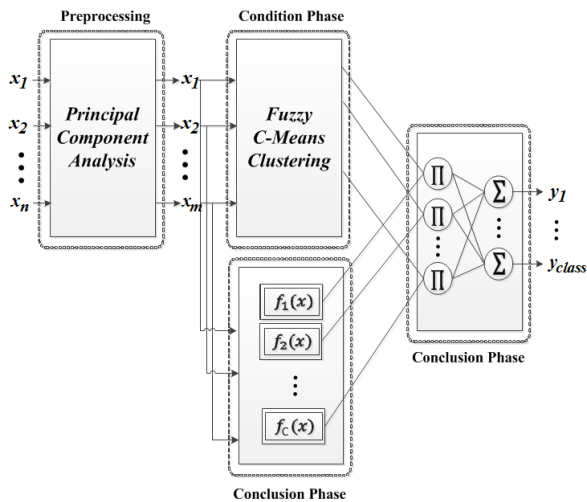 Preprocessing
Condition Phase
x1
x2
xn
Principal
Component
Analysis
x1
x2
xm
Fuzzy
C-Means
Clustering
∏
∏
∏
Σ
Σ
y1
yclass
Conclusion Phase
f1(x)
f2(x)
fC(x)
Conclusion Phase